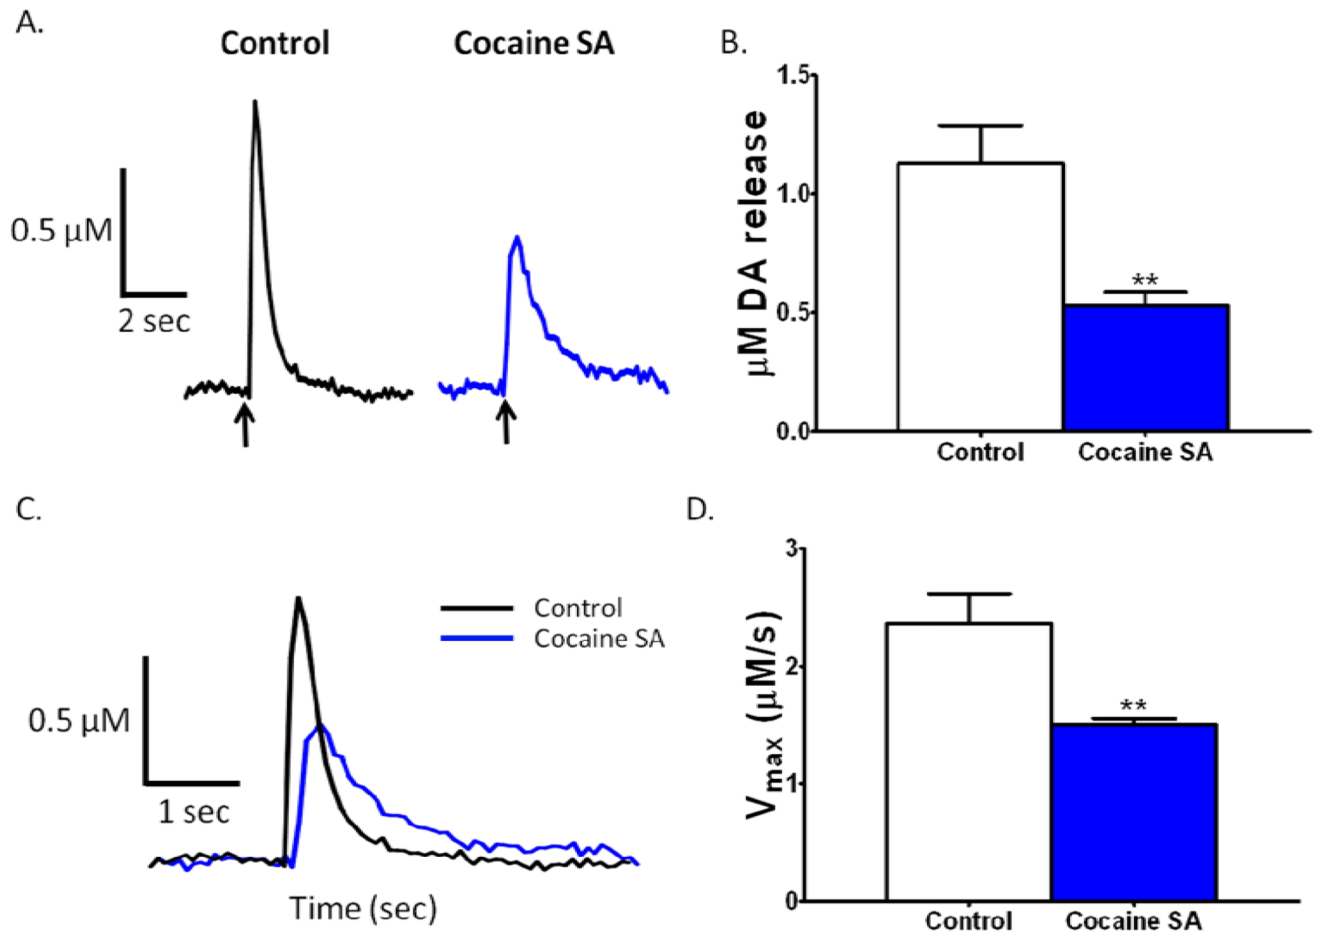 A.
Control
Cocaine SA
0.5 μM
2 sec
B.
μM DA release
1.5
1.0
0.5
0.0
**
Control
Cocaine SA
C.
Control
Cocaine SA
0.5 μM
1 sec
Time (sec)
D.
Vmax (μM/s)
3
2
1
0
**
Control
Cocaine SA